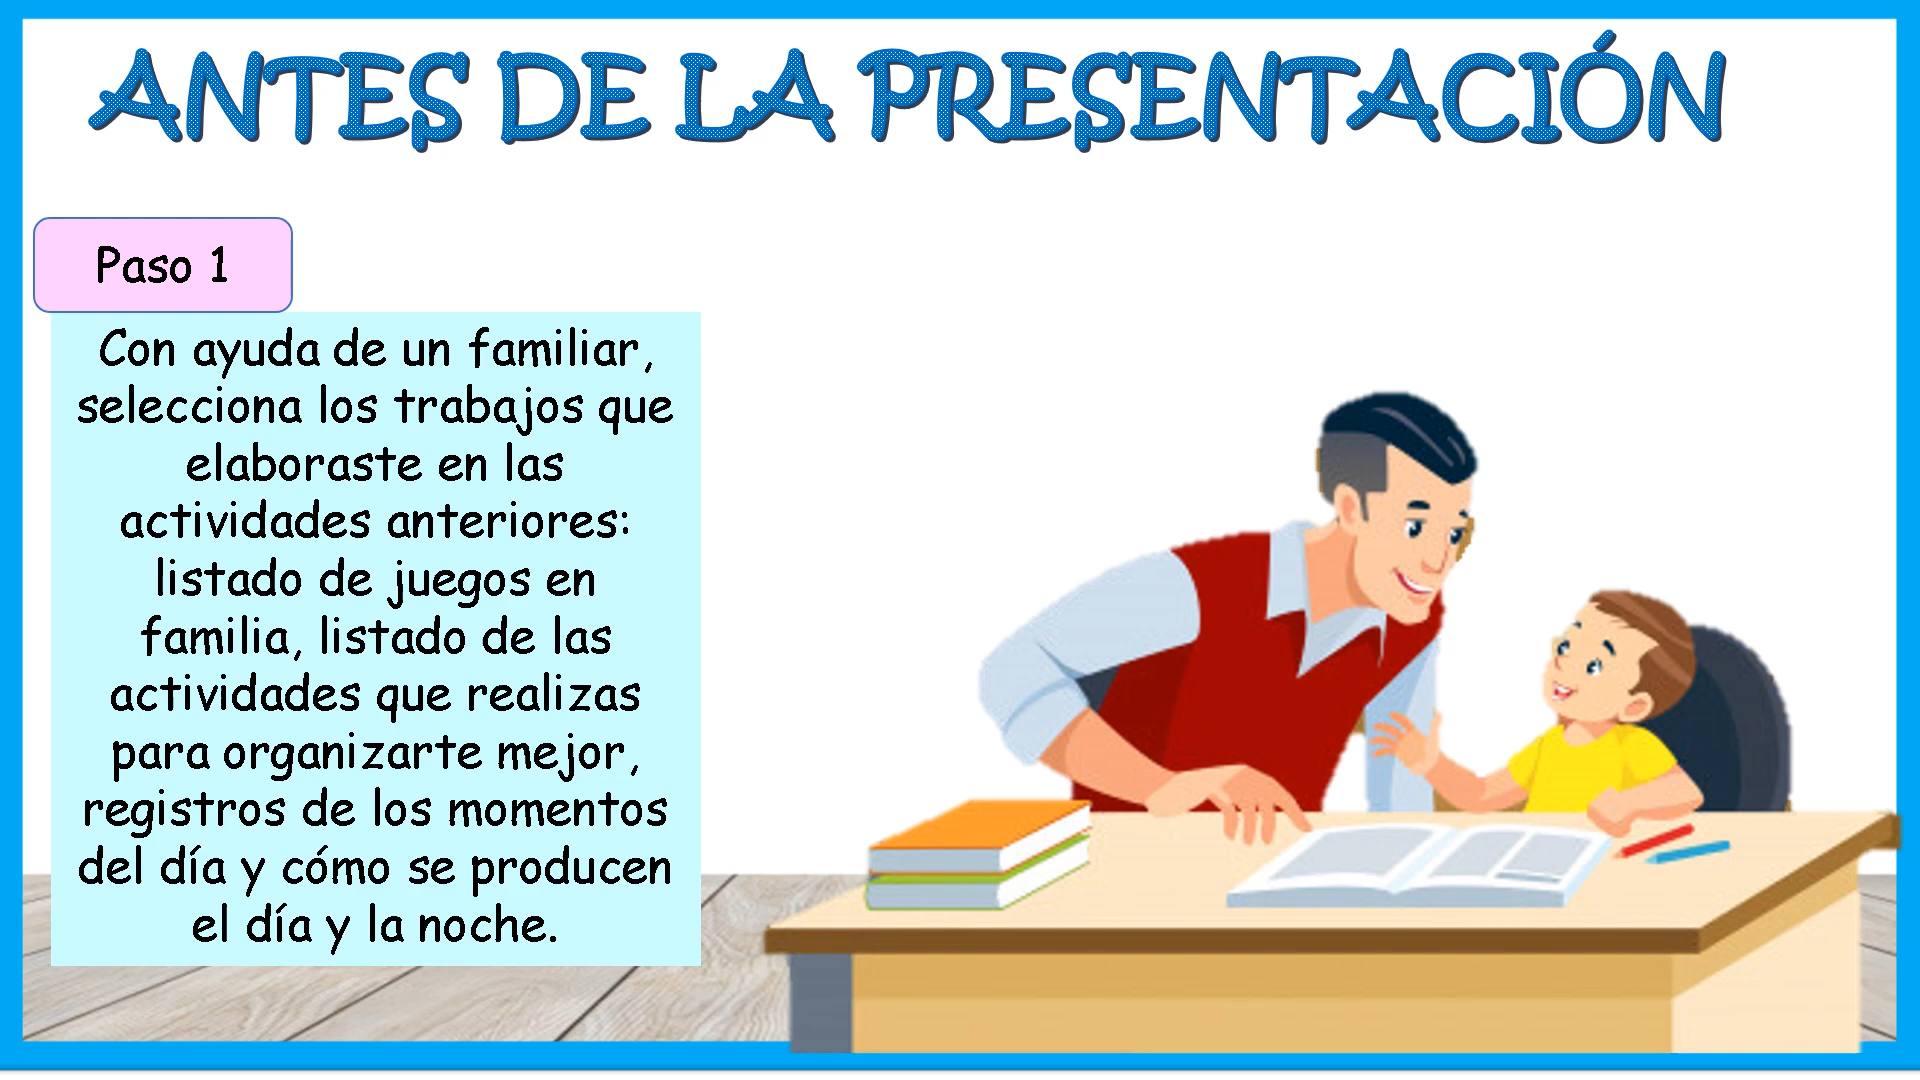 ANTES DE LA PRESENTACIÓN
Paso 1
Con ayuda de un familiar,
selecciona los trabajos que
elaboraste en las
actividades anteriores:
listado de juegos en
familia, listado de las
actividades que realizas
para organizarte mejor,
registros de los momentos
del día y cómo se producen
el día y la noche.